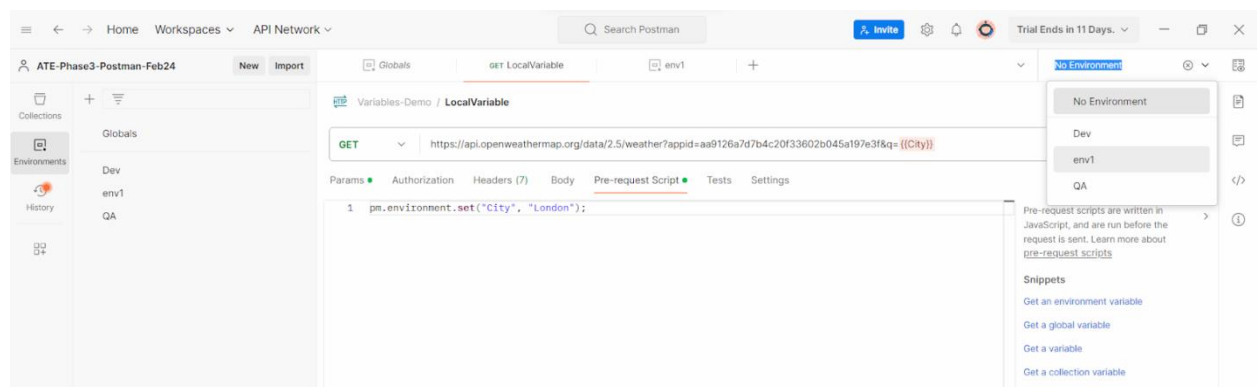 Home Workspaces API Network Search Postman Invite Trial Ends in 11 Days.
ATE-Phase3-Postman-Feb24 New Import Globals GET LocalVariable env1 No Environment
Collections
Environments
History
Globals
Dev
env1
QA
HTTP Variables-Demo / LocalVariable
GET https://api.openweathermap.org/data/2.5/weather?appid=aa9126a7d7b4c20f33602b045a197e3f&q={{City}}
Params Authorization Headers (7) Body Pre-request Script Tests Settings
1 pm.environment.set("City", "London");
No Environment
Dev
env1
QA
Pre-request scripts are written in
JavaScript, and are run before the
request is sent. Learn more about
pre-request scripts
Snippets
Get an environment variable
Get a global variable
Get a variable
Get a collection variable